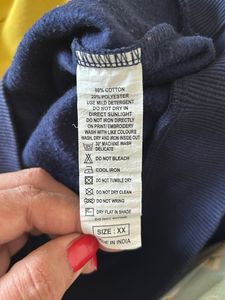 80% COTTON
20% POLYESTER
USE MILD DETERGENT
DO NOT DRY IN
DIRECT SUNLIGHT
DO NOT IRON DIRECTLY
ON PRINT/EMBROIDERY
WASH WITH LIKE COLOURS
WASH, DRY AND IRON INSIDE OUT
30° MACHINE WASH
DELICATE
DO NOT BLEACH
COOL IRON
DO NOT TUMBLE DRY
DO NOT DRY CLEAN
DO NOT WRING
DRY FLAT IN SHADE
SIZE : XX
MADE IN INDIA